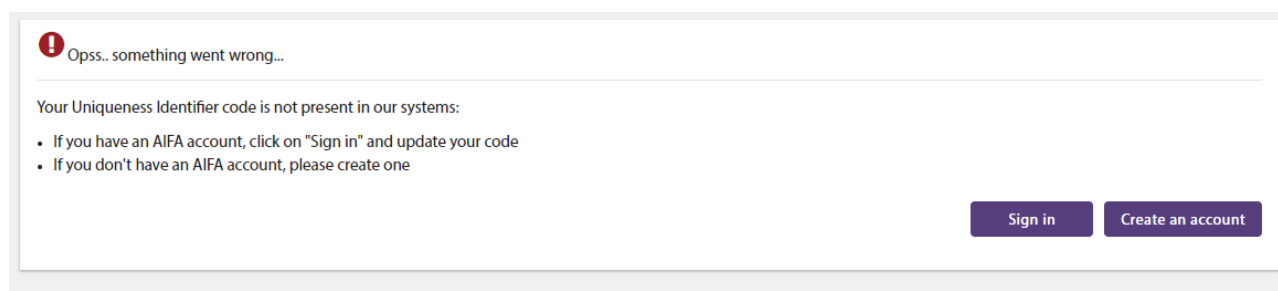 Opss.. something went wrong...
Your Uniqueness Identifier code is not present in our systems:
• If you have an AIFA account, click on "Sign in" and update your code
• If you don't have an AIFA account, please create one
Sign in Create an account